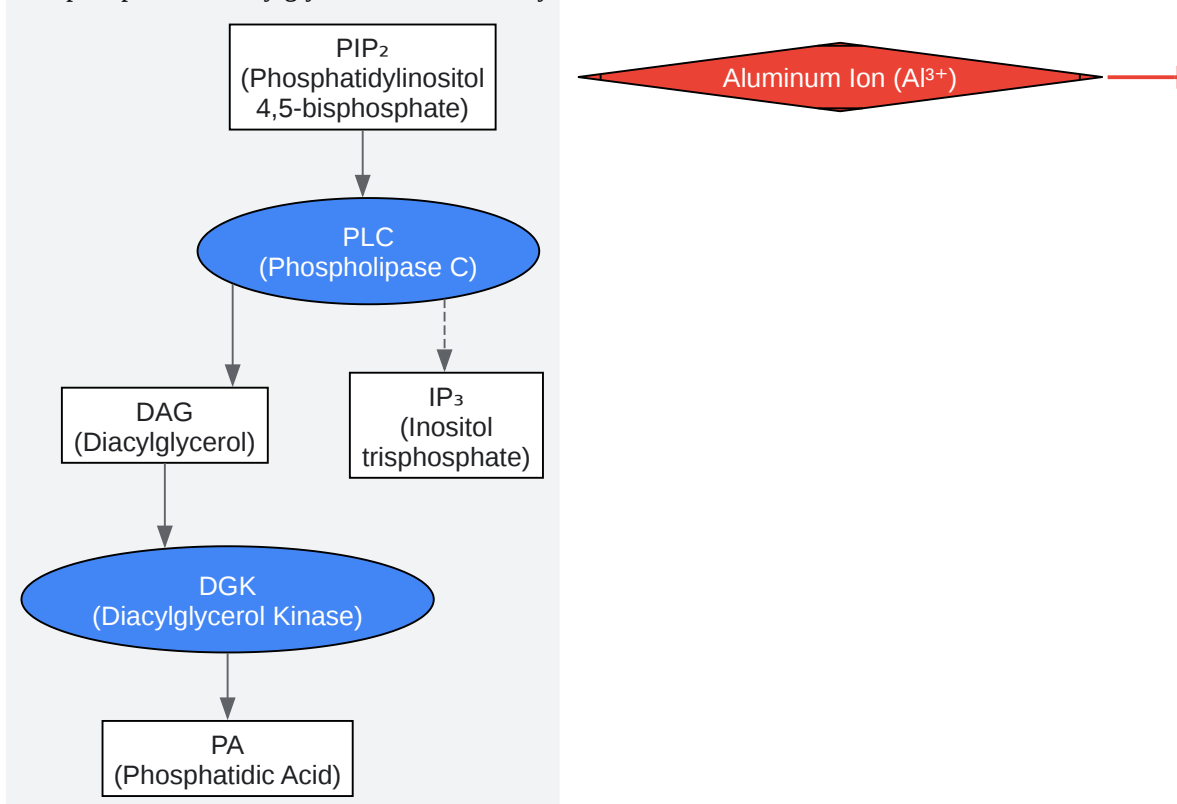 PIP₂
(Phosphatidylinositol
4,5-bisphosphate)
Aluminum Ion (Al³⁺)
PLC
(Phospholipase C)
DAG
(Diacylglycerol)
IP₃
(Inositol
trisphosphate)
DGK
(Diacylglycerol Kinase)
PA
(Phosphatidic Acid)